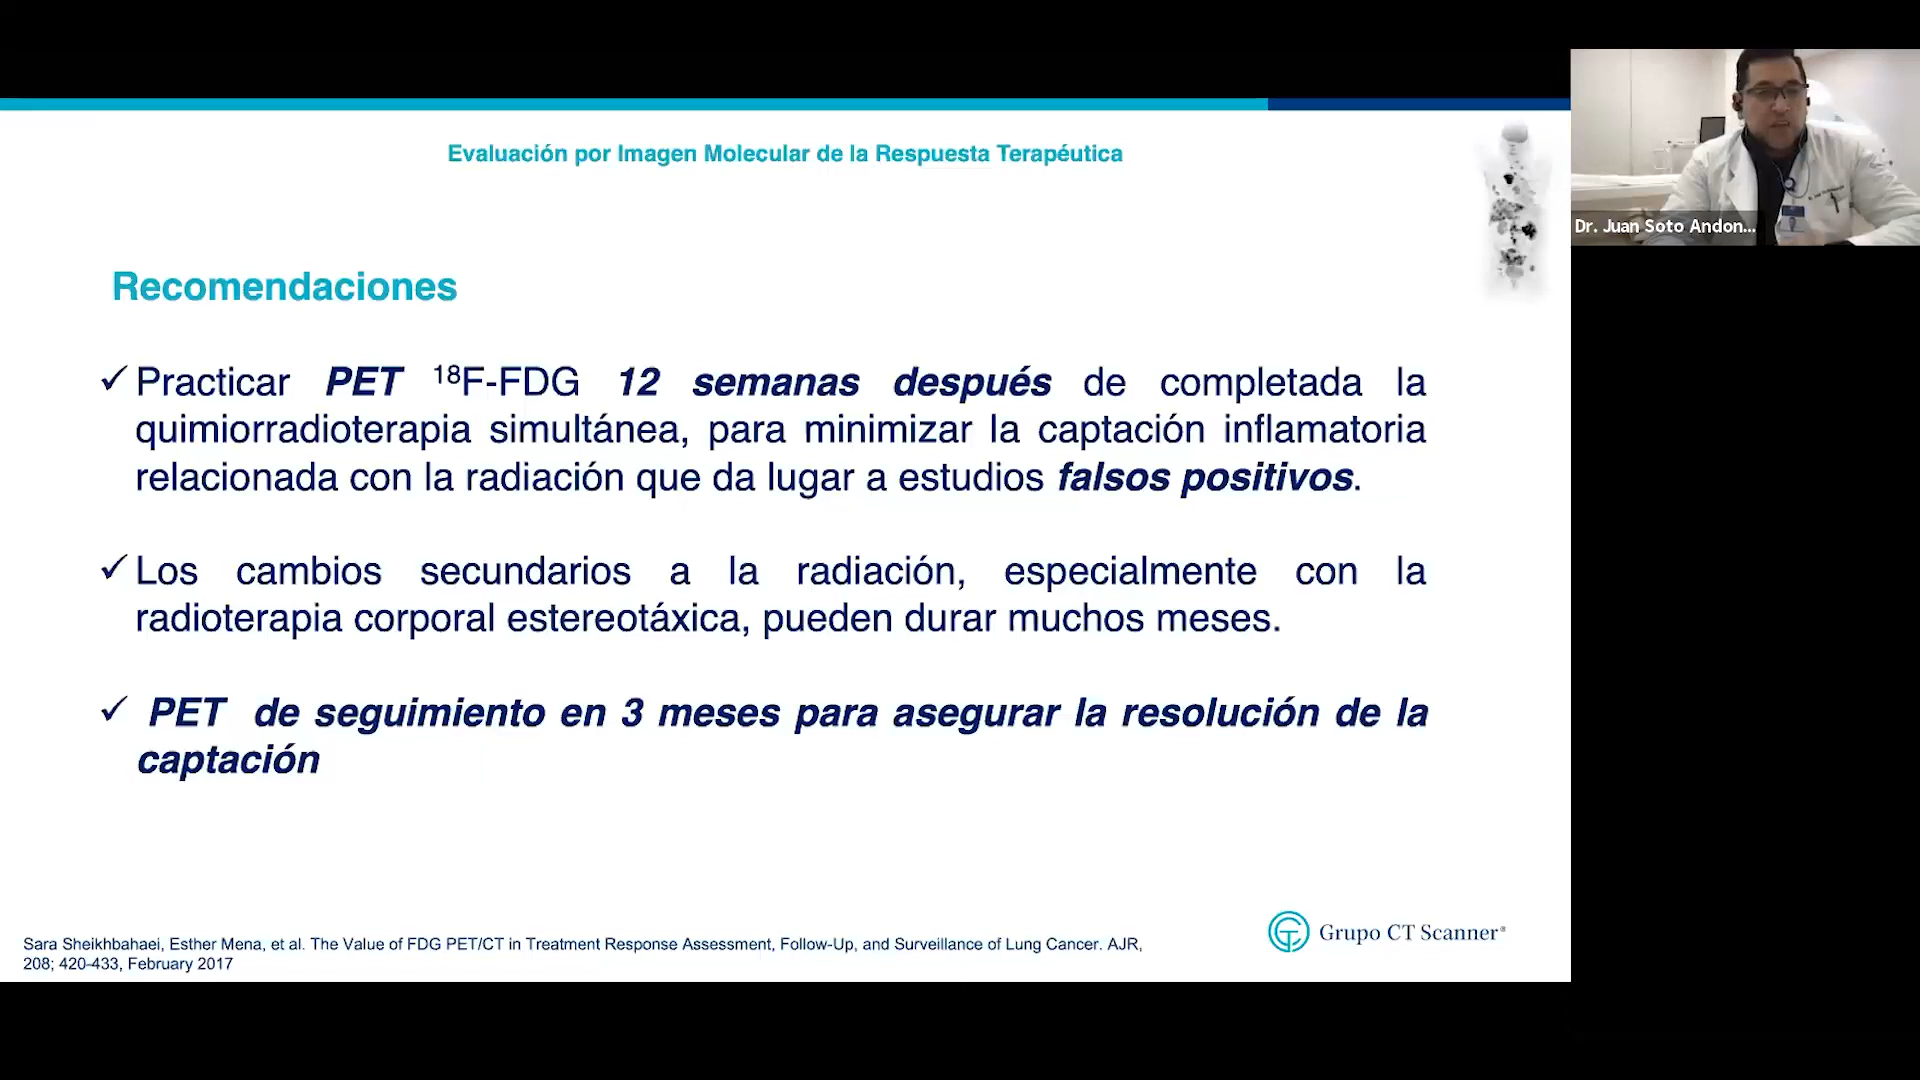 Evaluación por Imagen Molecular de la Respuesta Terapéutica
Dr. Juan Soto Andon...
Recomendaciones
✓ Practicar PET ¹⁸F-FDG 12 semanas después de completada la
quimiorradioterapia simultánea, para minimizar la captación inflamatoria
relacionada con la radiación que da lugar a estudios falsos positivos.
✓ Los cambios secundarios a la radiación, especialmente con la
radioterapia corporal estereotáxica, pueden durar muchos meses.
✓ PET de seguimiento en 3 meses para asegurar la resolución de la
captación
Sara Sheikhbahaei, Esther Mena, et al. The Value of FDG PET/CT in Treatment Response Assessment, Follow-Up, and Surveillance of Lung Cancer. AJR,
208; 420-433, February 2017
Grupo CT Scanner®